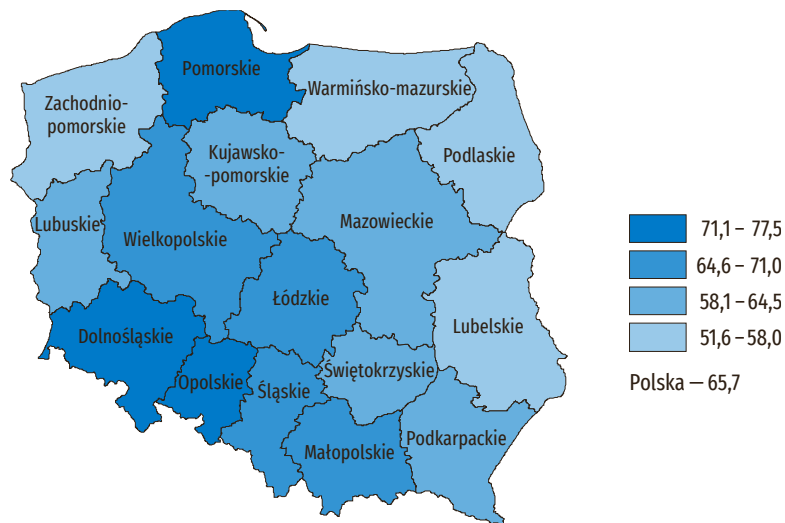 Pomorskie
Warmińsko-mazurskie
Zachodnio-
pomorskie
Kujawsko-
-pomorskie
Podlaskie
Lubuskie
Wielkopolskie
Mazowieckie
Łódzkie
Dolnośląskie
Lubelskie
Opolskie
Śląskie
Świętokrzyskie
Małopolskie
Podkarpackie
71,1 – 77,5
64,6 – 71,0
58,1 – 64,5
51,6 – 58,0
Polska — 65,7